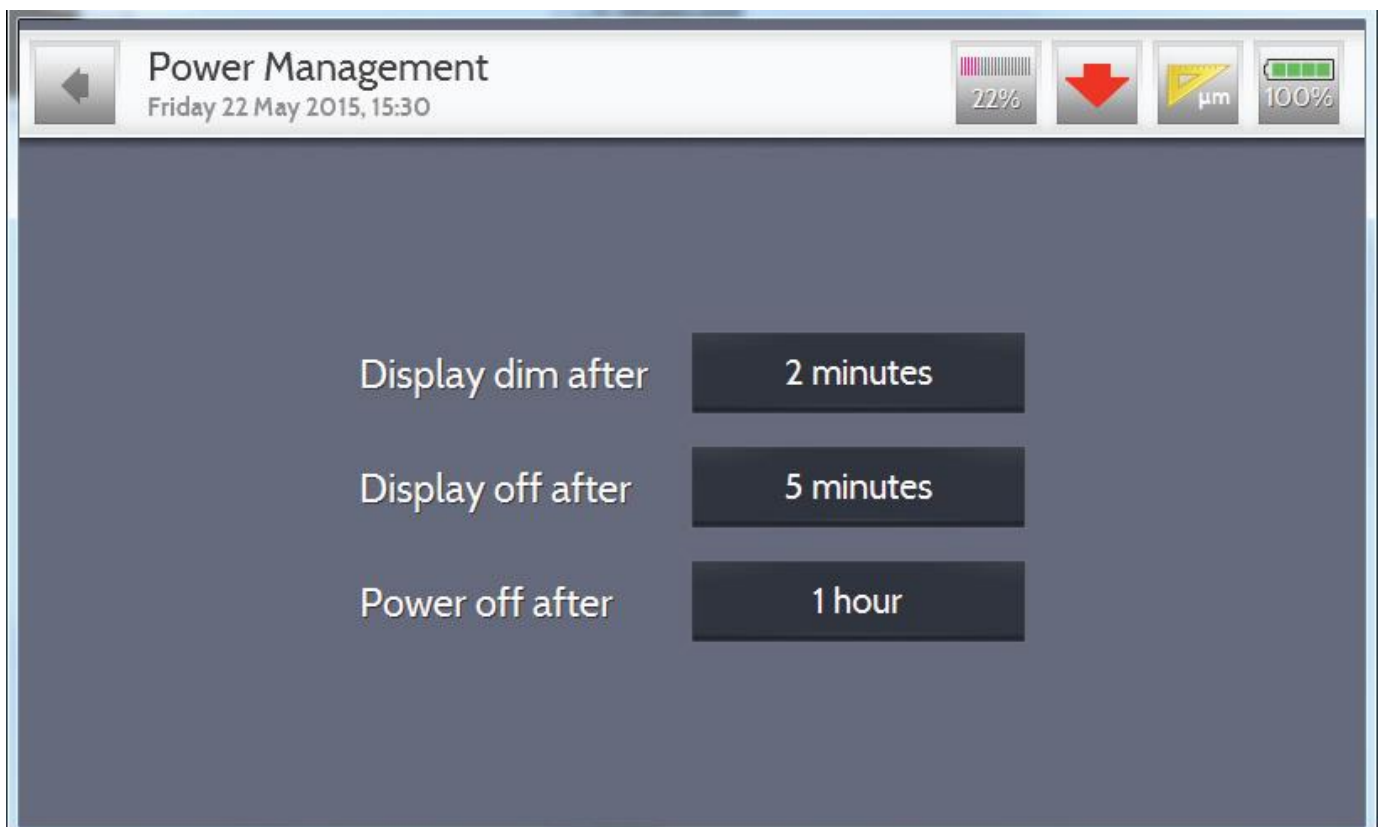 Power Management
Friday 22 May 2015, 15:30
22%
µm
100%
Display dim after 2 minutes
Display off after 5 minutes
Power off after 1 hour